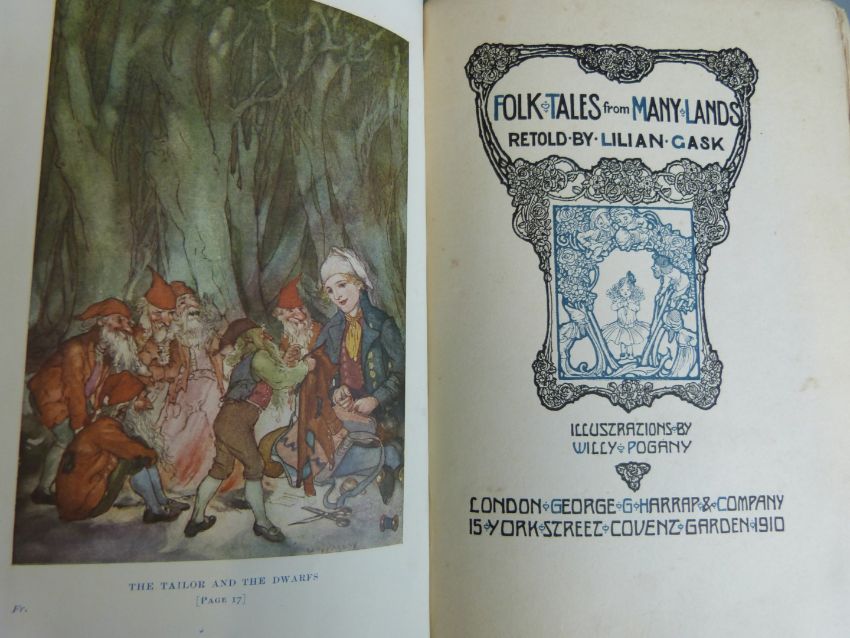 THE TAILOR AND THE DWARFS
[PAGE 17]
Fr.
FOLK TALES from MANY LANDS
RETOLD·BY·LILIAN·GASK
ILLUSTRATIONS·BY
WILLY·POGÁNY
LONDON·GEORGE·G·HARRAP·&·COMPANY
15·YORK·STREET·COVENT·GARDEN·1910